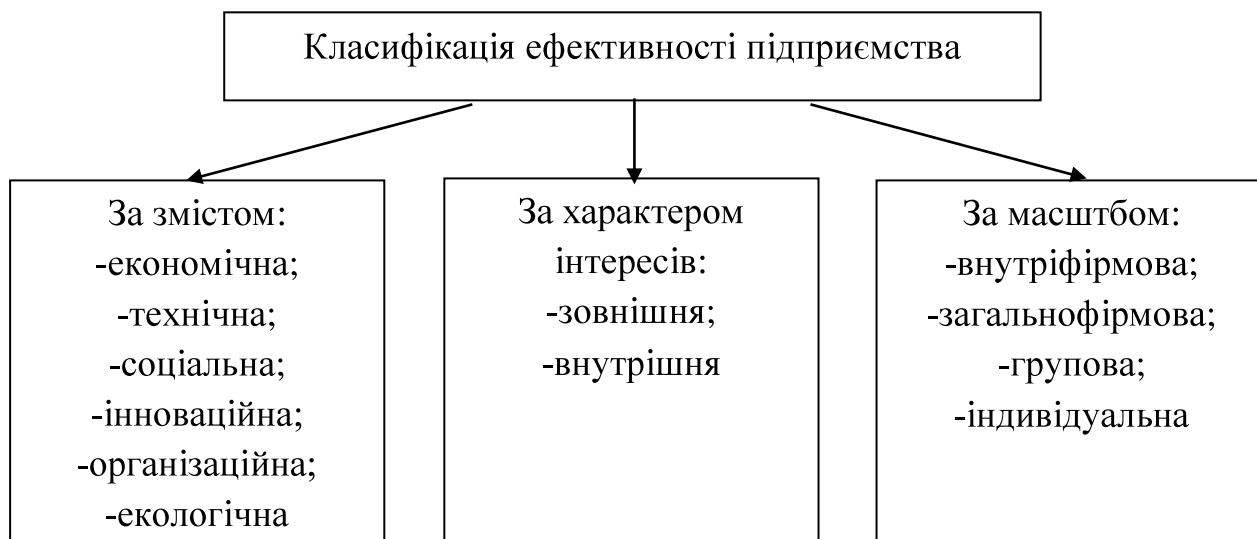 Класифікація ефективності підприємства
За змістом:
-економічна;
-технічна;
-соціальна;
-інноваційна;
-організаційна;
-екологічна
За характером
інтересів:
-зовнішня;
-внутрішня
За масштбом:
-внутріфірмова;
-загальнофірмова;
-групова;
-індивідуальна